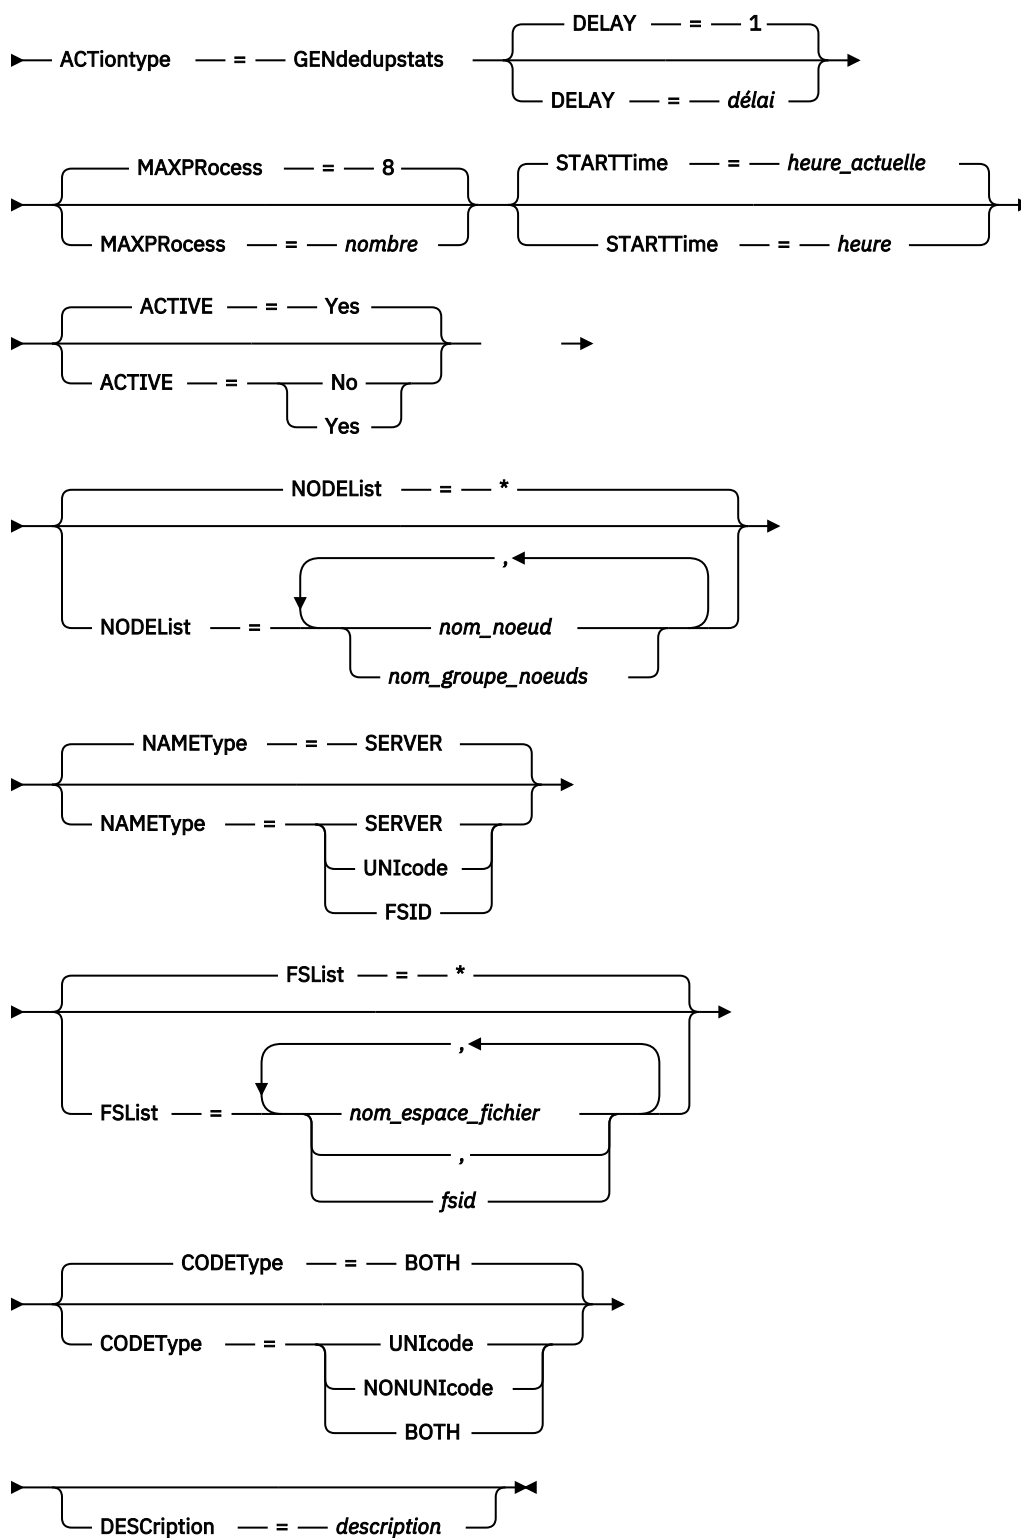 DELAY = 1
ACTiontype = GENdedupstats
DELAY = délai
MAXPRocess = 8
STARTTime = heure_actuelle
MAXPRocess = nombre
STARTTime = heure
ACTIVE = Yes
ACTIVE = No
Yes
NODEList = *
,
NODEList = nom_noeud
nom_groupe_noeuds
NAMEType = SERVER
NAMEType = SERVER
UNIcode
FSID
FSList = *
,
FSList = nom_espace_fichier
,
fsid
CODEType = BOTH
CODEType = UNIcode
NONUNIcode
BOTH
DESCription = description